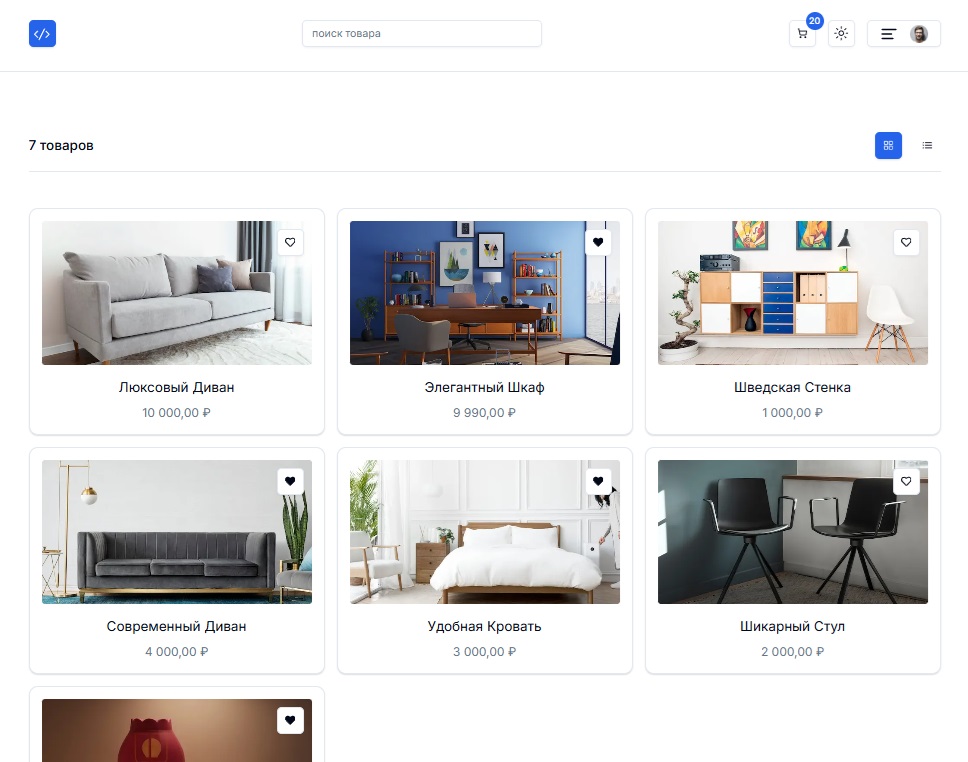 </>
поиск товара
20
7 товаров
Люксовый Диван
10 000,00 ₽
Элегантный Шкаф
9 990,00 ₽
Шведская Стенка
1 000,00 ₽
Современный Диван
4 000,00 ₽
Удобная Кровать
3 000,00 ₽
Шикарный Стул
2 000,00 ₽